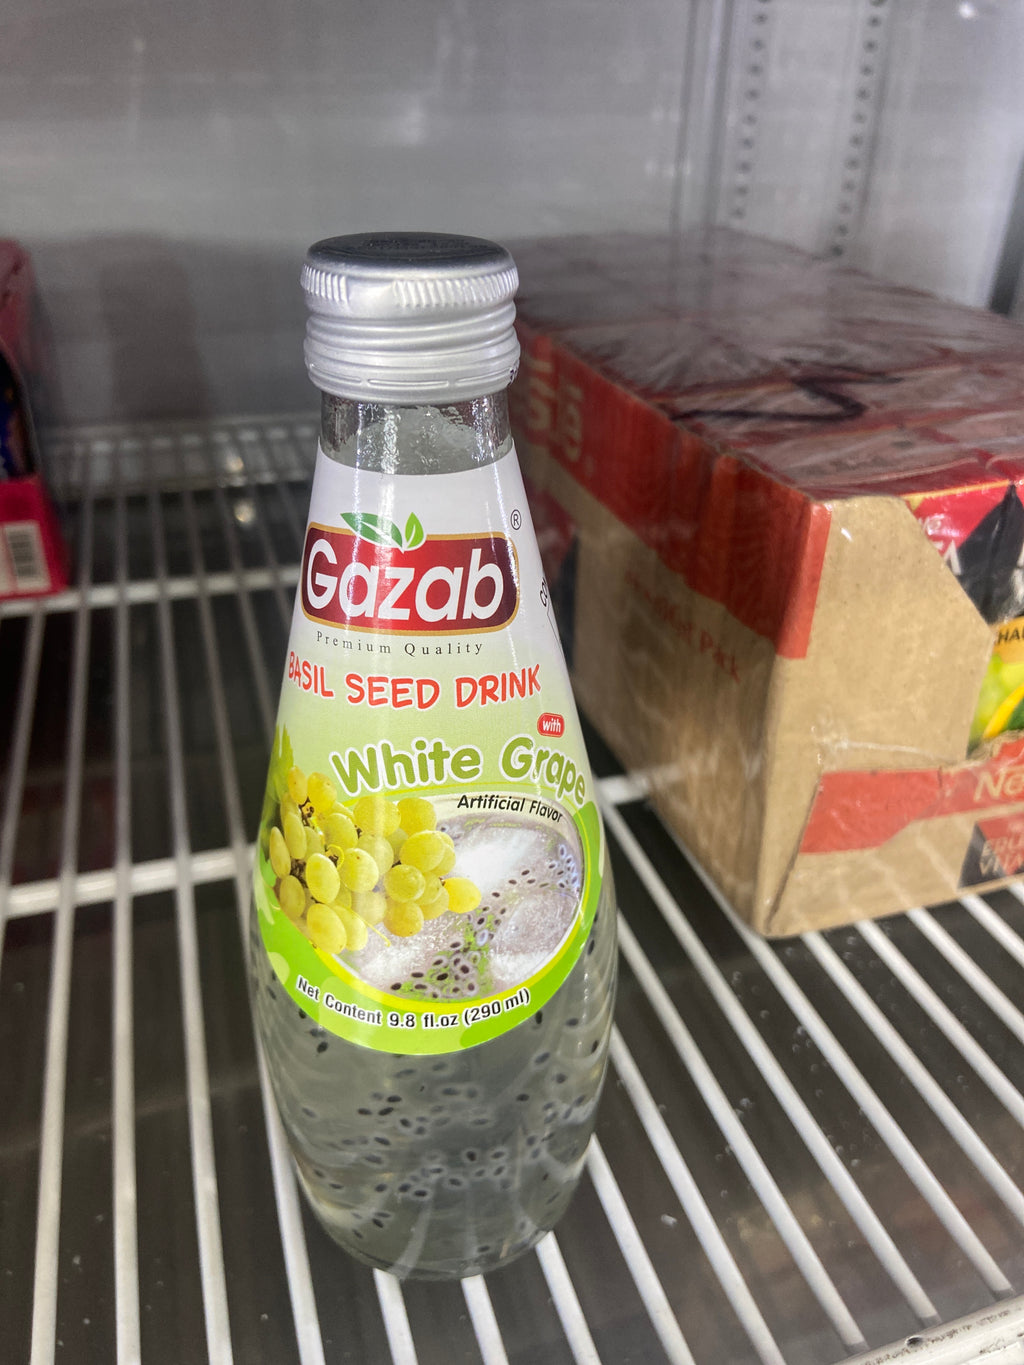 Gazab
®
Premium Quality
BASIL SEED DRINK
with
White Grape
Artificial Flavor
Net Content 9.8 fl.oz (290 ml)